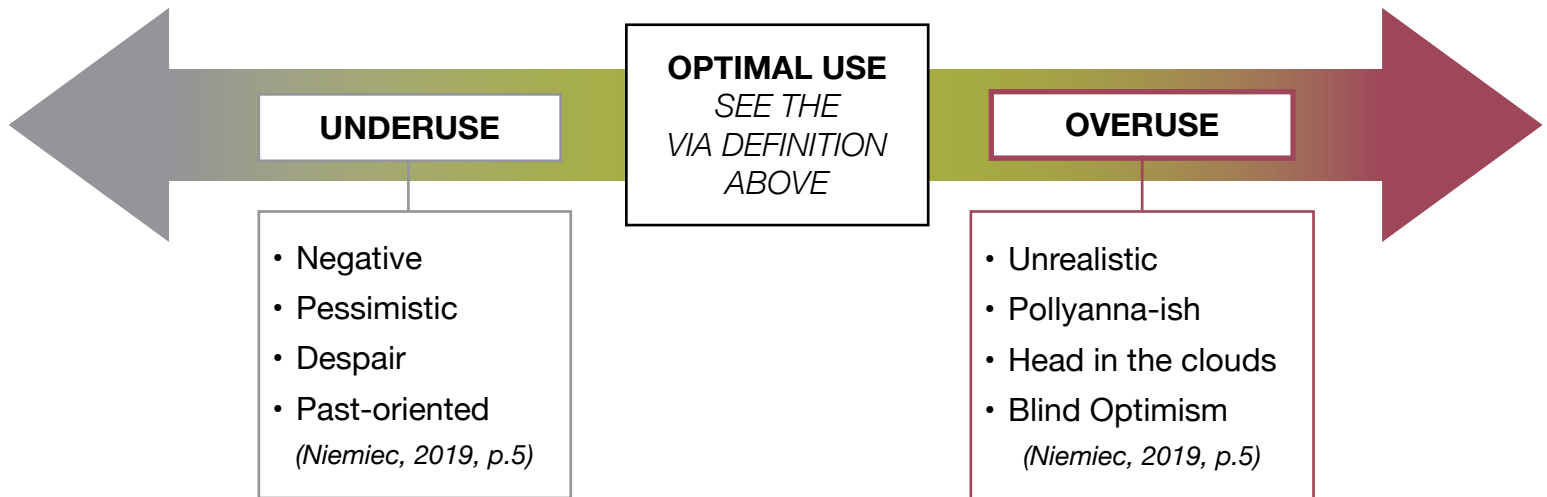 OPTIMAL USE
SEE THE
VIA DEFINITION
ABOVE
UNDERUSE
• Negative
• Pessimistic
• Despair
• Past-oriented
(Niemiec, 2019, p.5)
OVERUSE
• Unrealistic
• Pollyanna-ish
• Head in the clouds
• Blind Optimism
(Niemiec, 2019, p.5)